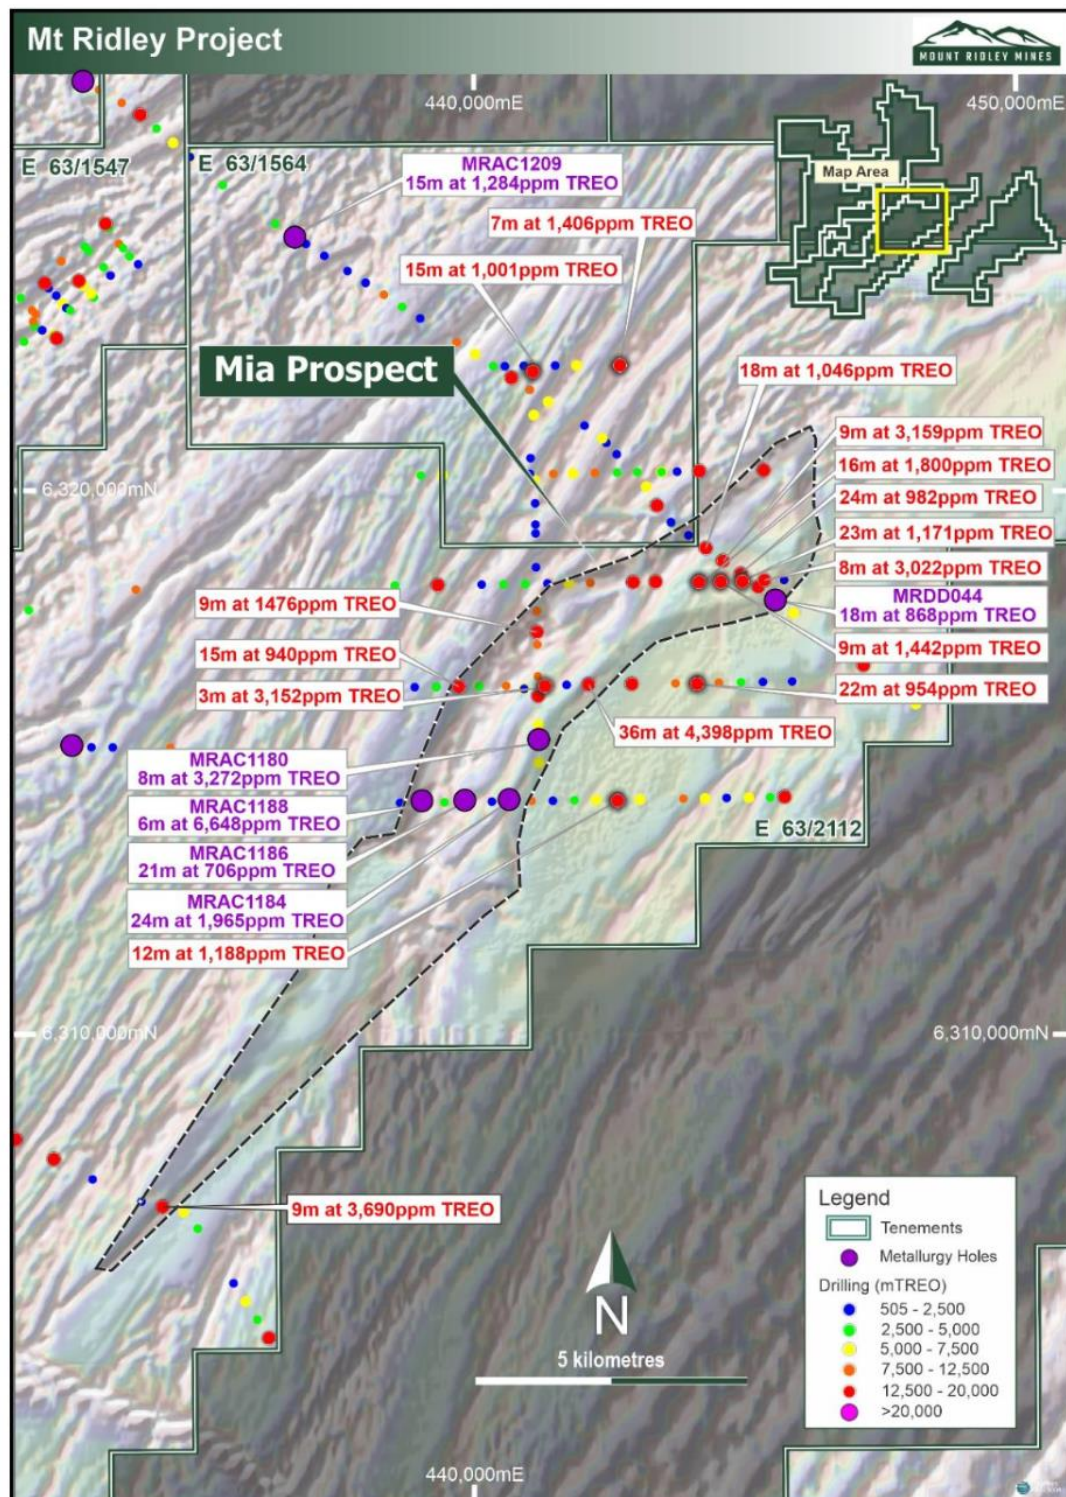 Mt Ridley Project
MOUNT RIDLEY MINES
440,000mE
450,000mE
E 63/1547
E 63/1564
MRAC1209
15m at 1,284ppm TREO
Map Area
7m at 1,406ppm TREO
15m at 1,001ppm TREO
Mia Prospect
18m at 1,046ppm TREO
9m at 3,159ppm TREO
16m at 1,800ppm TREO
6,320,000mN
24m at 982ppm TREO
23m at 1,171ppm TREO
8m at 3,022ppm TREO
9m at 1476ppm TREO
MRDD044
18m at 868ppm TREO
15m at 940ppm TREO
9m at 1,442ppm TREO
3m at 3,152ppm TREO
22m at 954ppm TREO
36m at 4,398ppm TREO
MRAC1180
8m at 3,272ppm TREO
MRAC1188
6m at 6,648ppm TREO
E 63/2112
MRAC1186
21m at 706ppm TREO
MRAC1184
24m at 1,965ppm TREO
12m at 1,188ppm TREO
6,310,000mN
6,310,000mN
9m at 3,690ppm TREO
Legend
Tenements
Metallurgy Holes
Drilling (mTREO)
505 - 2,500
2,500 - 5,000
5,000 - 7,500
7,500 - 12,500
12,500 - 20,000
>20,000
N
5 kilometres
440,000mE